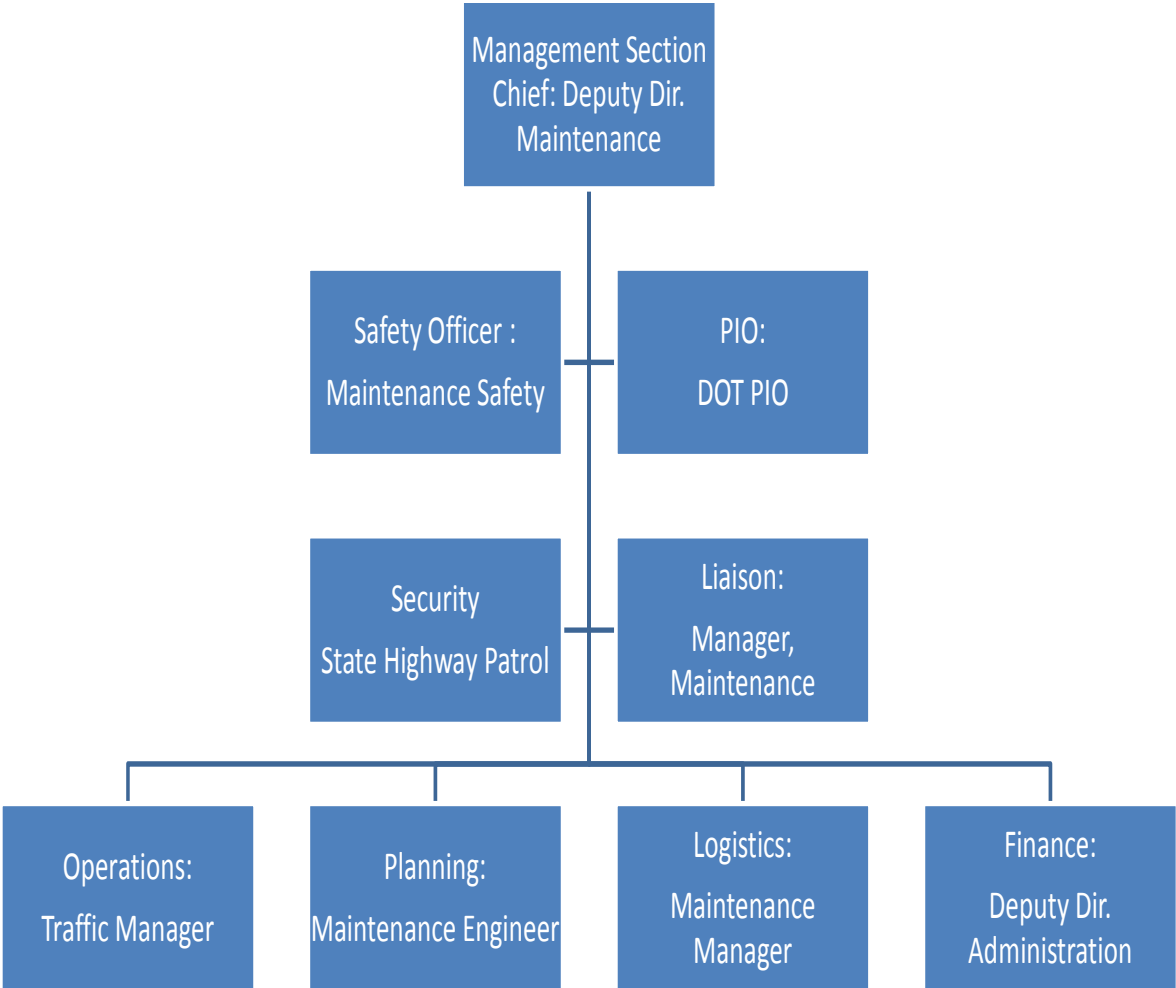 Management Section
Chief: Deputy Dir.
Maintenance
Safety Officer :
Maintenance Safety
PIO:
DOT PIO
Security
State Highway Patrol
Liaison:
Manager,
Maintenance
Operations:
Traffic Manager
Planning:
Maintenance Engineer
Logistics:
Maintenance
Manager
Finance:
Deputy Dir.
Administration